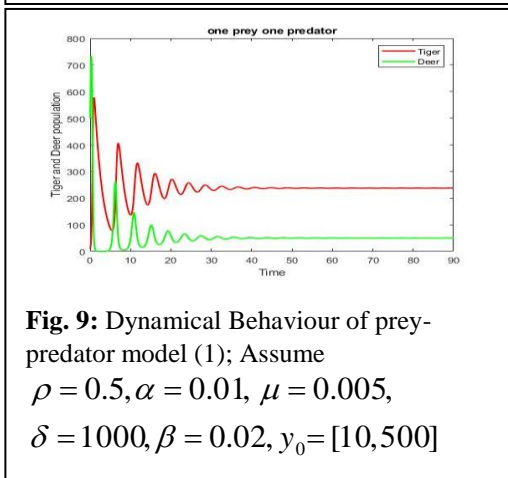 one prey one predator
Tiger
Deer
800
700
600
500
400
300
200
100
0
Tiger and Deer population
0 10 20 30 40 50 60 70 80 90
Time
Fig. 9: Dynamical Behaviour of prey-
predator model (1); Assume
ρ = 0.5, α = 0.01, μ = 0.005,
δ = 1000, β = 0.02, y₀=[10,500]